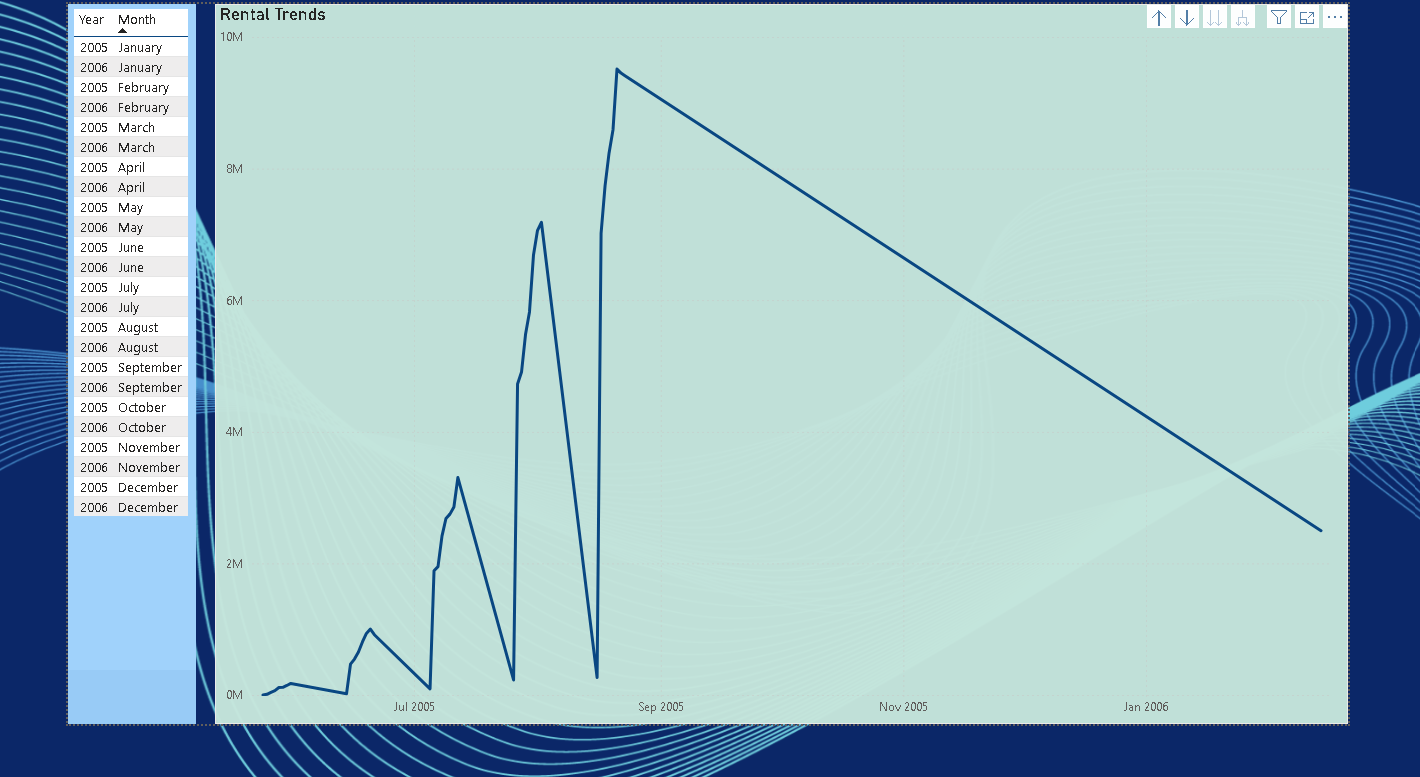 Year Month
2005 January
2006 January
2005 February
2006 February
2005 March
2006 March
2005 April
2006 April
2005 May
2006 May
2005 June
2006 June
2005 July
2006 July
2005 August
2006 August
2005 September
2006 September
2005 October
2006 October
2005 November
2006 November
2005 December
2006 December
Rental Trends
10M
8M
6M
4M
2M
0M
Jul 2005 Sep 2005 Nov 2005 Jan 2006